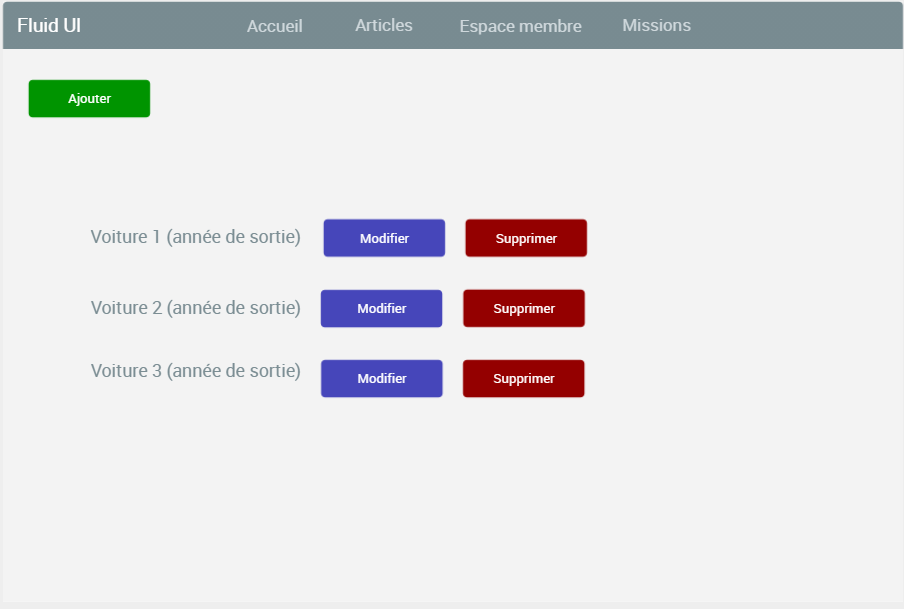 Fluid UI Accueil Articles Espace membre Missions
Ajouter
Voiture 1 (année de sortie) Modifier Supprimer
Voiture 2 (année de sortie) Modifier Supprimer
Voiture 3 (année de sortie) Modifier Supprimer